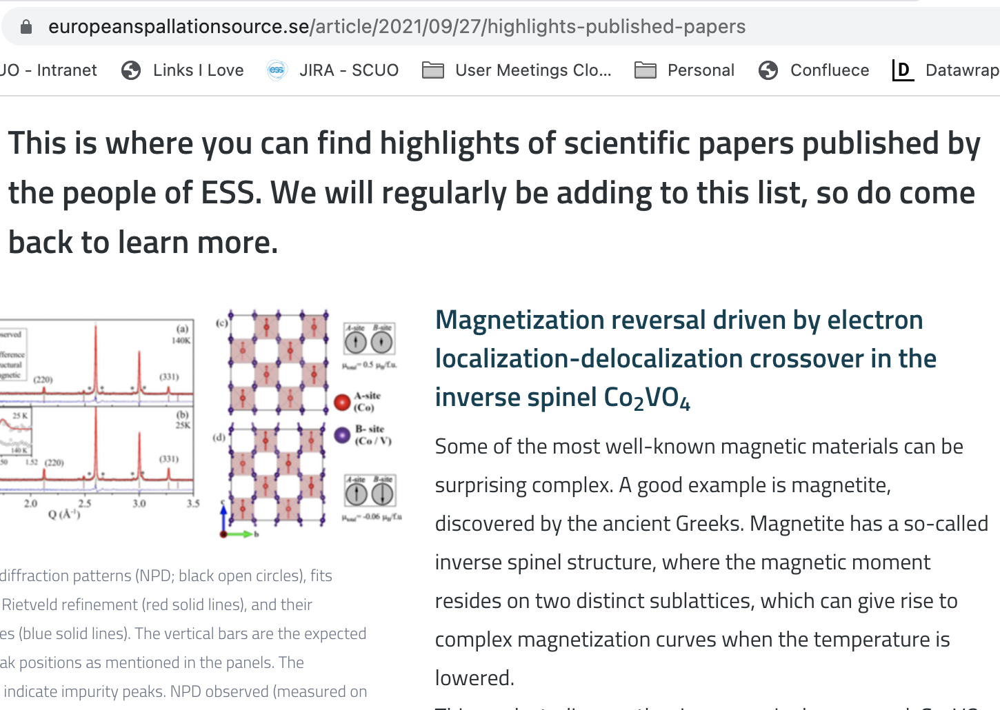 europeanspallationsource.se/article/2021/09/27/highlights-published-papers
UO - Intranet Links I Love ess JIRA - SCUO User Meetings Clo... Personal Confluece D Datawrap
This is where you can find highlights of scientific papers published by
the people of ESS. We will regularly be adding to this list, so do come
back to learn more.
served
fference
uctural
gnetic
(220)
(331)
(a)
140K
25 K
140 K
50 1.52
(220)
(331)
(b)
25K
2.0 2.5 3.0 3.5
Q (Å⁻¹)
(c)
A-site B-site
μtotal= 0.5 μB/f.u.
A-site
(Co)
B- site
(Co / V)
(d)
A-site B-site
μtotal= -0.06 μB/f.u
c
b
diffraction patterns (NPD; black open circles), fits
Rietveld refinement (red solid lines), and their
es (blue solid lines). The vertical bars are the expected
ak positions as mentioned in the panels. The
indicate impurity peaks. NPD observed (measured on
Magnetization reversal driven by electron
localization-delocalization crossover in the
inverse spinel Co₂VO₄
Some of the most well-known magnetic materials can be
surprising complex. A good example is magnetite,
discovered by the ancient Greeks. Magnetite has a so-called
inverse spinel structure, where the magnetic moment
resides on two distinct sublattices, which can give rise to
complex magnetization curves when the temperature is
lowered.